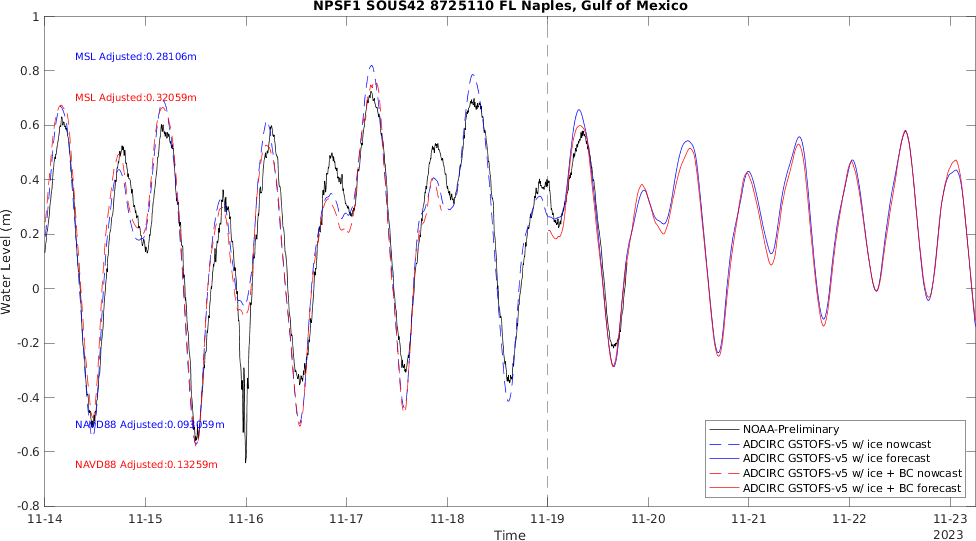 NPSF1 SOUS42 8725110 FL Naples, Gulf of Mexico
1
0.8
0.6
0.4
0.2
0
-0.2
-0.4
-0.6
-0.8
Water Level (m)
MSL Adjusted:0.28106m
MSL Adjusted:0.32059m
NAVD88 Adjusted:0.093059m
NAVD88 Adjusted:0.13259m
NOAA-Preliminary
ADCIRC GSTOFS-v5 w/ ice nowcast
ADCIRC GSTOFS-v5 w/ ice forecast
ADCIRC GSTOFS-v5 w/ ice + BC nowcast
ADCIRC GSTOFS-v5 w/ ice + BC forecast
11-14 11-15 11-16 11-17 11-18 11-19 11-20 11-21 11-22 11-23
Time
2023